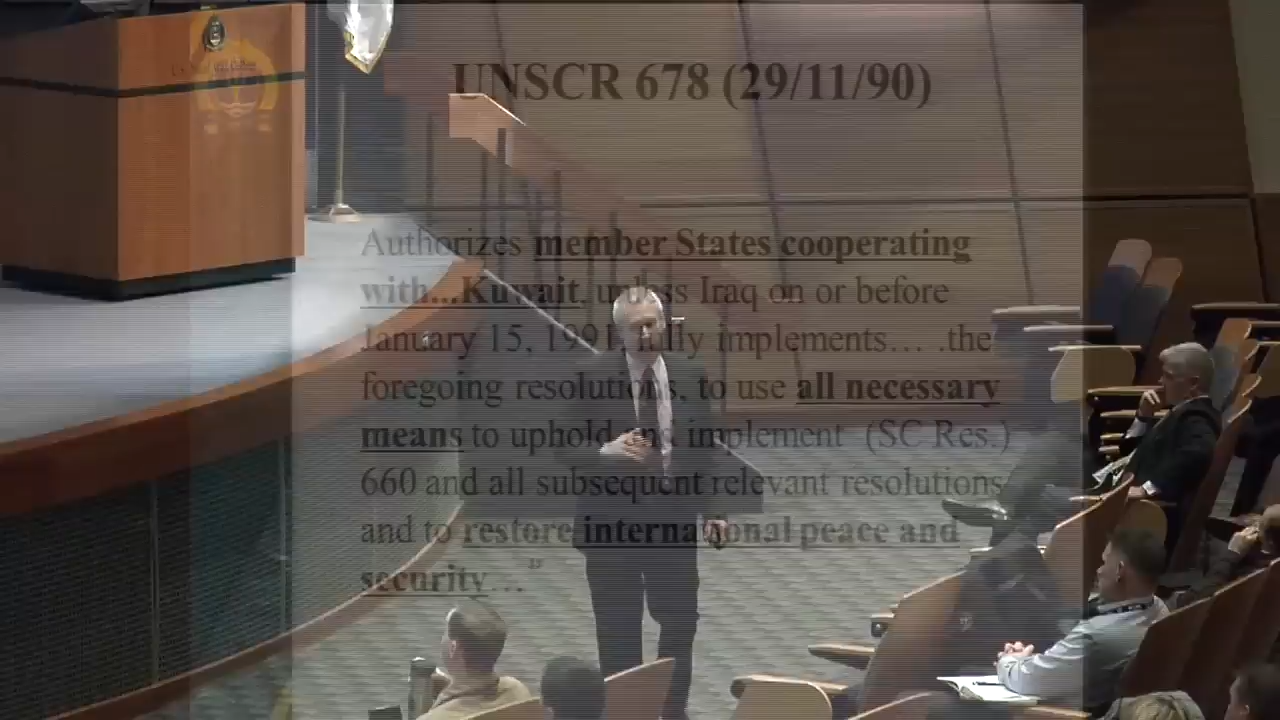 UNSCR 678 (29/11/90)
Authorizes member States cooperating
with...Kuwait, unless Iraq on or before
January 15, 1991, fully implements... .the
foregoing resolutions, to use all necessary
means to uphold and implement (SC Res.)
660 and all subsequent relevant resolutions
and to restore international peace and
security..."